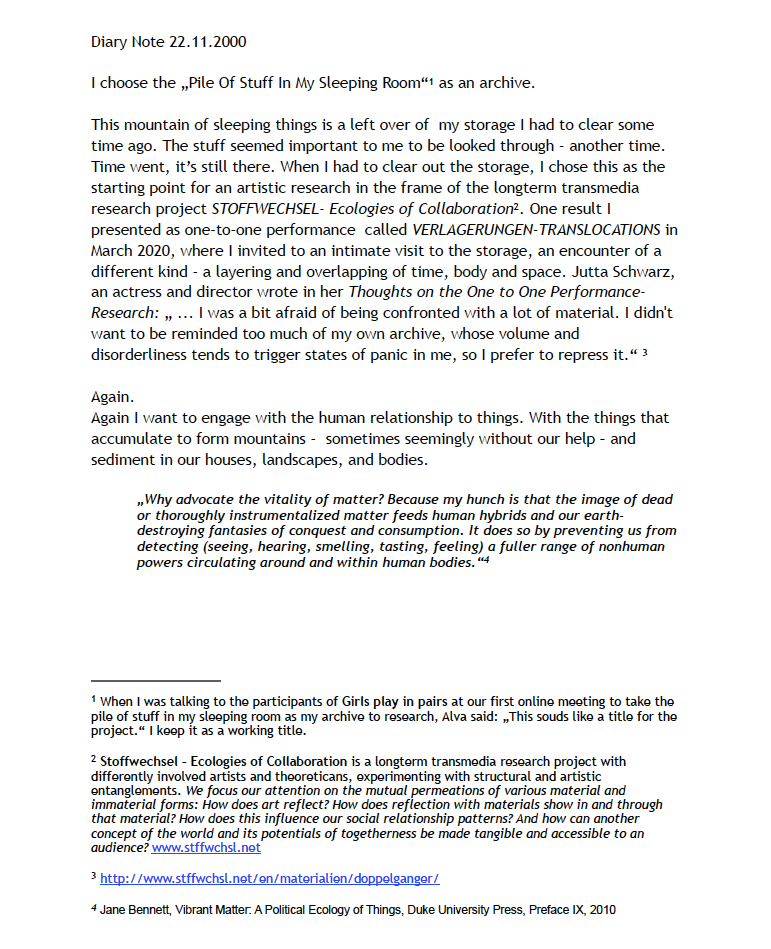 Diary Note 22.11.2000
I choose the „Pile Of Stuff In My Sleeping Room“¹ as an archive.
This mountain of sleeping things is a left over of  my storage I had to clear some
time ago. The stuff seemed important to me to be looked through - another time.
Time went, it’s still there. When I had to clear out the storage, I chose this as the
starting point for an artistic research in the frame of the longterm transmedia
research project STOFFWECHSEL- Ecologies of Collaboration². One result I
presented as one-to-one performance  called VERLAGERUNGEN-TRANSLOCATIONS in
March 2020, where I invited to an intimate visit to the storage, an encounter of a
different kind - a layering and overlapping of time, body and space. Jutta Schwarz,
an actress and director wrote in her Thoughts on the One to One Performance-
Research: „ ... I was a bit afraid of being confronted with a lot of material. I didn't
want to be reminded too much of my own archive, whose volume and
disorderliness tends to trigger states of panic in me, so I prefer to repress it.“ ³
Again.
Again I want to engage with the human relationship to things. With the things that
accumulate to form mountains -  sometimes seemingly without our help - and
sediment in our houses, landscapes, and bodies.
„Why advocate the vitality of matter? Because my hunch is that the image of dead
or thoroughly instrumentalized matter feeds human hybrids and our earth-
destroying fantasies of conquest and consumption. It does so by preventing us from
detecting (seeing, hearing, smelling, tasting, feeling) a fuller range of nonhuman
powers circulating around and within human bodies.“⁴
¹ When I was talking to the participants of Girls play in pairs at our first online meeting to take the
pile of stuff in my sleeping room as my archive to research, Alva said: „This souds like a title for the
project.“ I keep it as a working title.
² Stoffwechsel - Ecologies of Collaboration is a longterm transmedia research project with
differently involved artists and theoreticans, experimenting with structural and artistic
entanglements. We focus our attention on the mutual permeations of various material and
immaterial forms: How does art reflect? How does reflection with materials show in and through
that material? How does this influence our social relationship patterns? And how can another
concept of the world and its potentials of togetherness be made tangible and accessible to an
audience? www.stffwchsl.net
³ http://www.stffwchsl.net/en/materialien/doppelganger/
⁴ Jane Bennett, Vibrant Matter: A Political Ecology of Things, Duke University Press, Preface IX, 2010